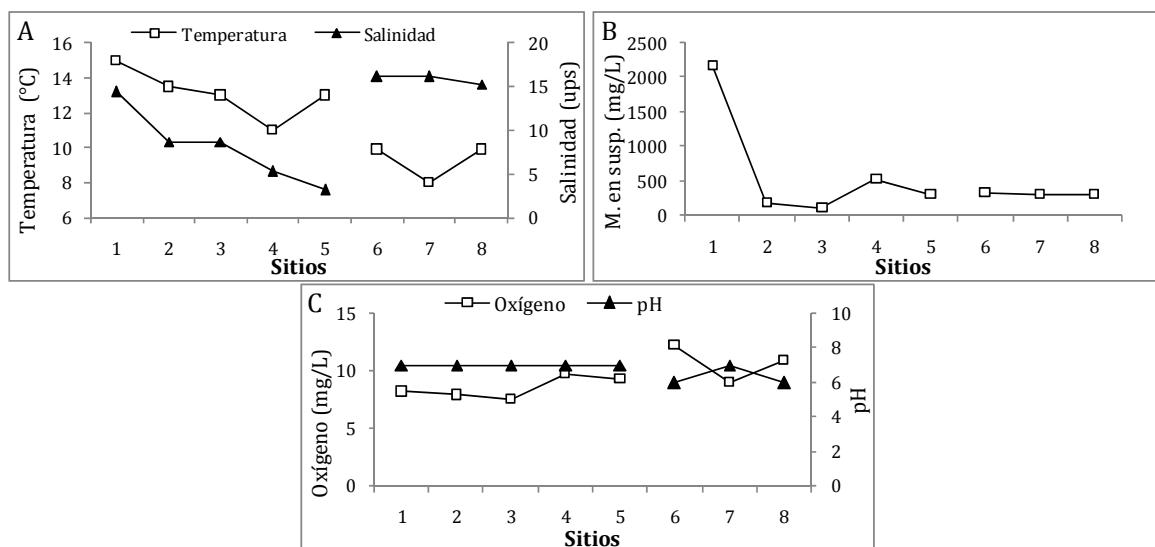 A
Temperatura Salinidad
16
14
12
10
8
6
20
15
10
5
0
Temperatura (°C)
Salinidad (ups)
1 2 3 4 5 6 7 8
Sitios
B
2500
2000
1500
1000
500
0
M. en susp. (mg/L)
1 2 3 4 5 6 7 8
Sitios
C
Oxígeno pH
15
10
5
0
10
8
6
4
2
0
Oxígeno (mg/L)
pH
1 2 3 4 5 6 7 8
Sitios